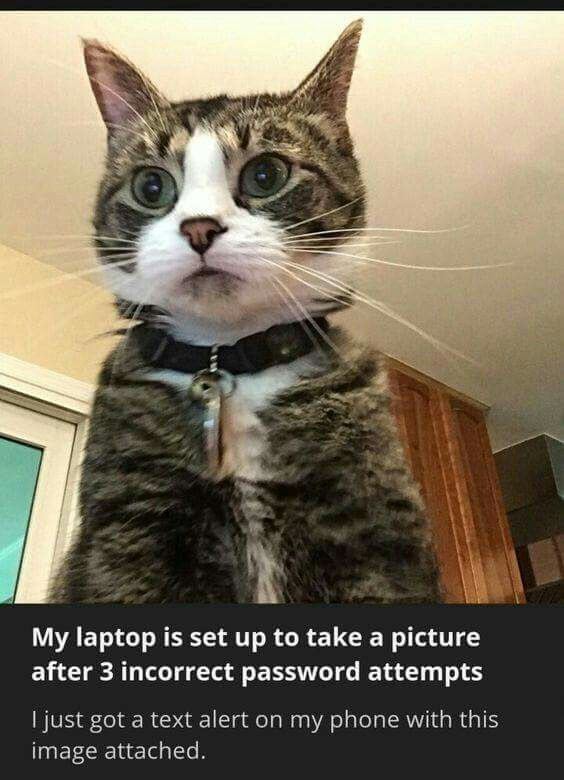 My laptop is set up to take a picture
after 3 incorrect password attempts
I just got a text alert on my phone with this
image attached.